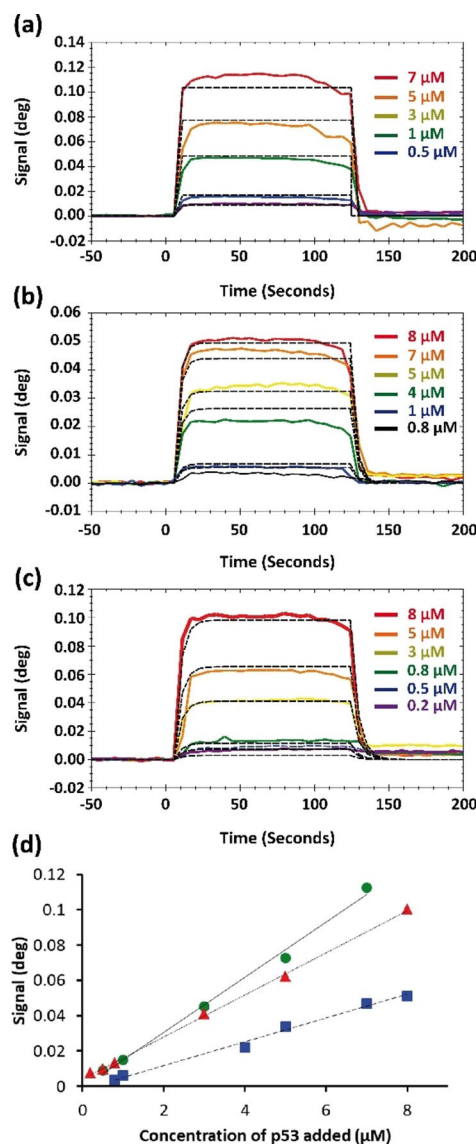 (a)
0.14
0.12
0.10
0.08
0.06
0.04
0.02
0.00
-0.02
Signal (deg)
7 μM
5 μM
3 μM
1 μM
0.5 μM
-50 0 50 100 150 200
Time (Seconds)
(b)
0.06
0.05
0.04
0.03
0.02
0.01
0.00
-0.01
Signal (deg)
8 μM
7 μM
5 μM
4 μM
1 μM
0.8 μM
-50 0 50 100 150 200
Time (Seconds)
(c)
0.12
0.10
0.08
0.06
0.04
0.02
0.00
-0.02
Signal (deg)
8 μM
5 μM
3 μM
0.8 μM
0.5 μM
0.2 μM
-50 0 50 100 150 200
Time (Seconds)
(d)
0.12
0.1
0.08
0.06
0.04
0.02
0
Signal (deg)
0 2 4 6 8
Concentration of p53 added (μM)